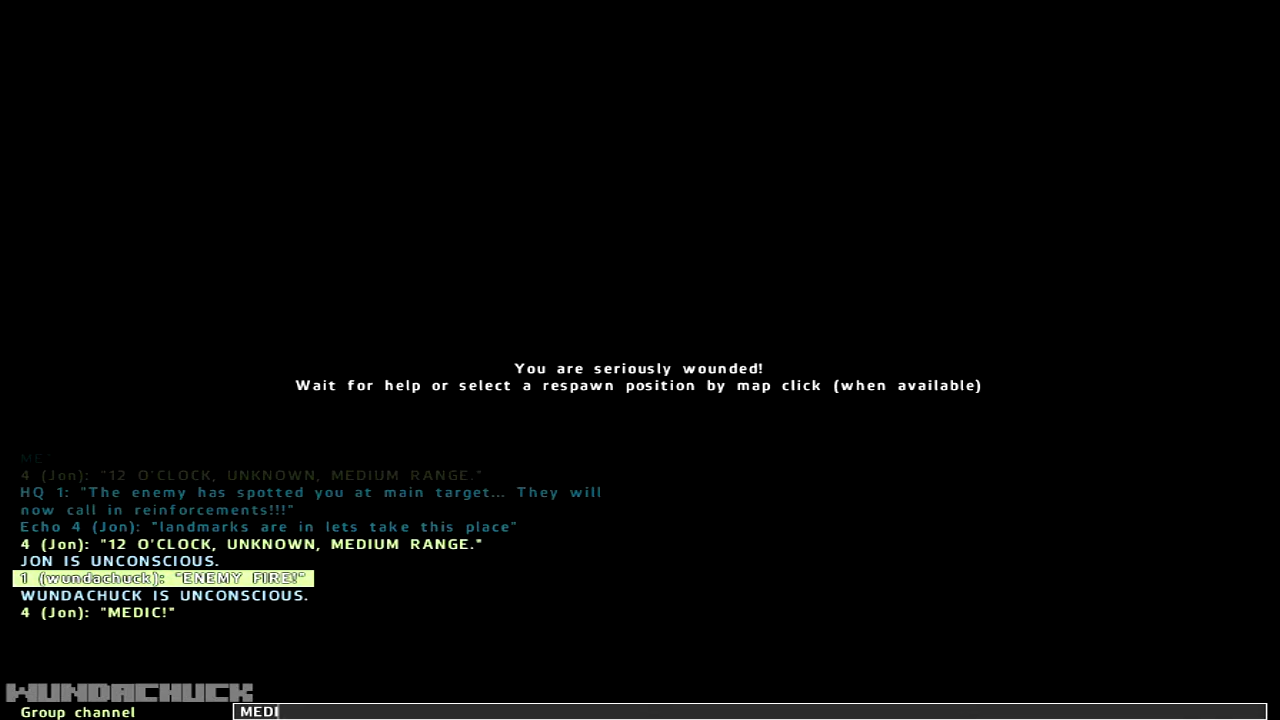 You are seriously wounded!
Wait for help or select a respawn position by map click (when available)
ME"
4 (Jon): "12 O'CLOCK, UNKNOWN, MEDIUM RANGE."
HQ 1: "The enemy has spotted you at main target... They will
now call in reinforcements!!!"
Echo 4 (Jon): "landmarks are in lets take this place"
4 (Jon): "12 O'CLOCK, UNKNOWN, MEDIUM RANGE."
JON IS UNCONSCIOUS.
1 (wundachuck): "ENEMY FIRE!"
WUNDACHUCK IS UNCONSCIOUS.
4 (Jon): "MEDIC!"
WUNDACHUCK
Group channel MEDI